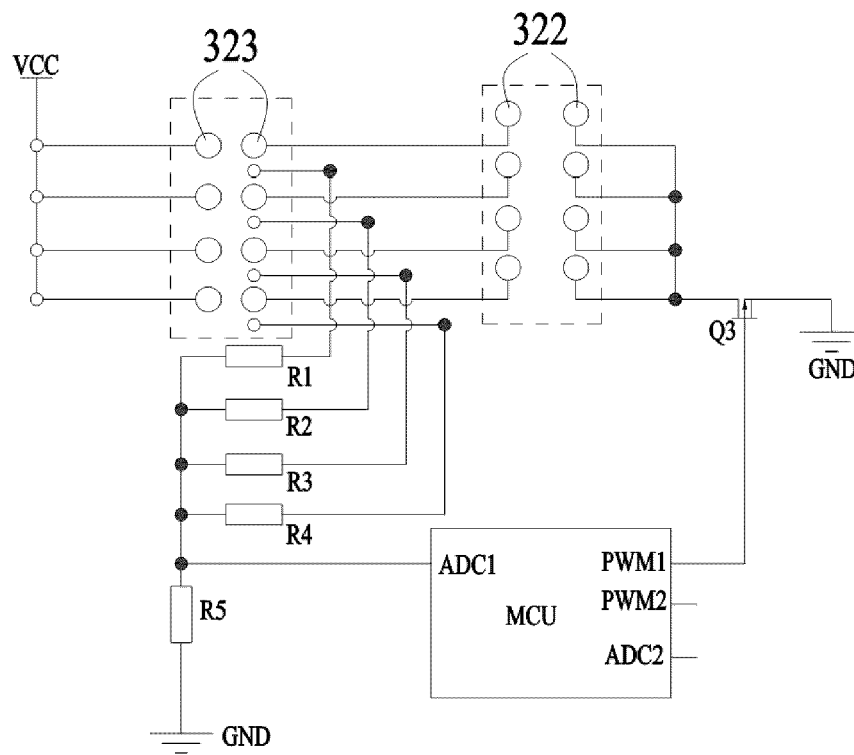 323
322
VCC
Q3
GND
R1
R2
R3
R4
ADC1
PWM1
R5
MCU
PWM2
ADC2
GND